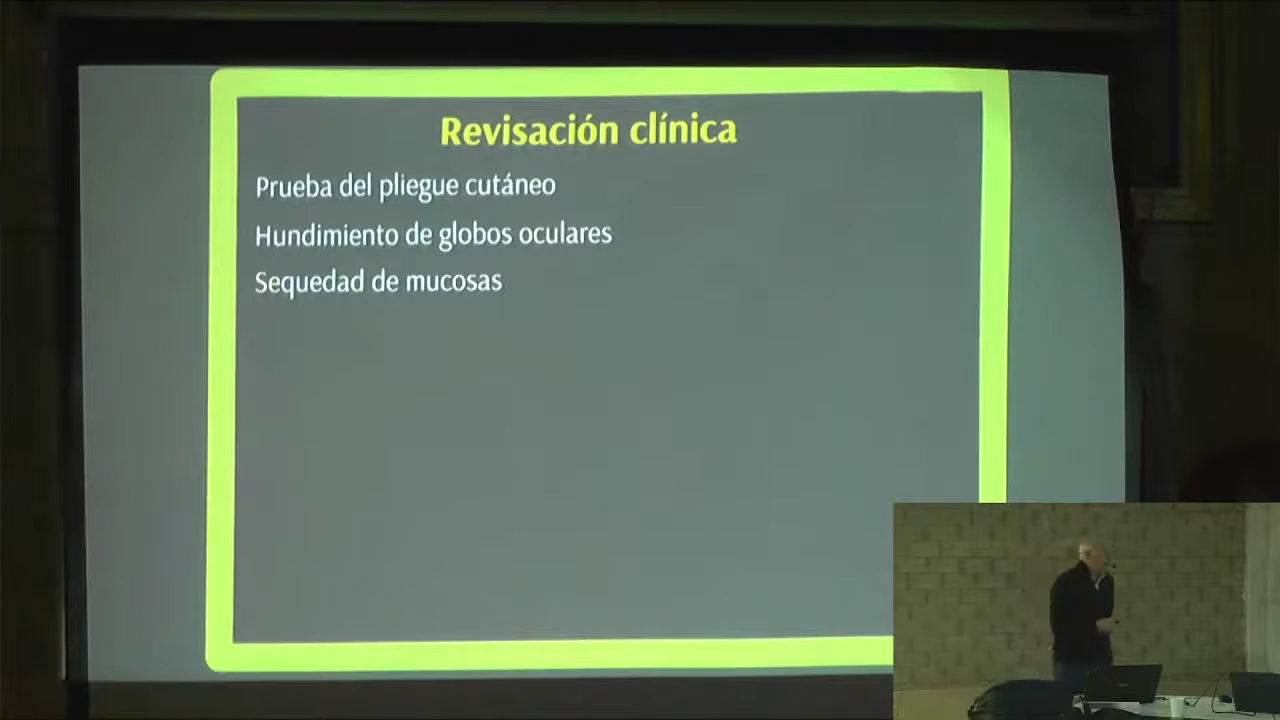 Revisación clínica
Prueba del pliegue cutáneo
Hundimiento de globos oculares
Sequedad de mucosas